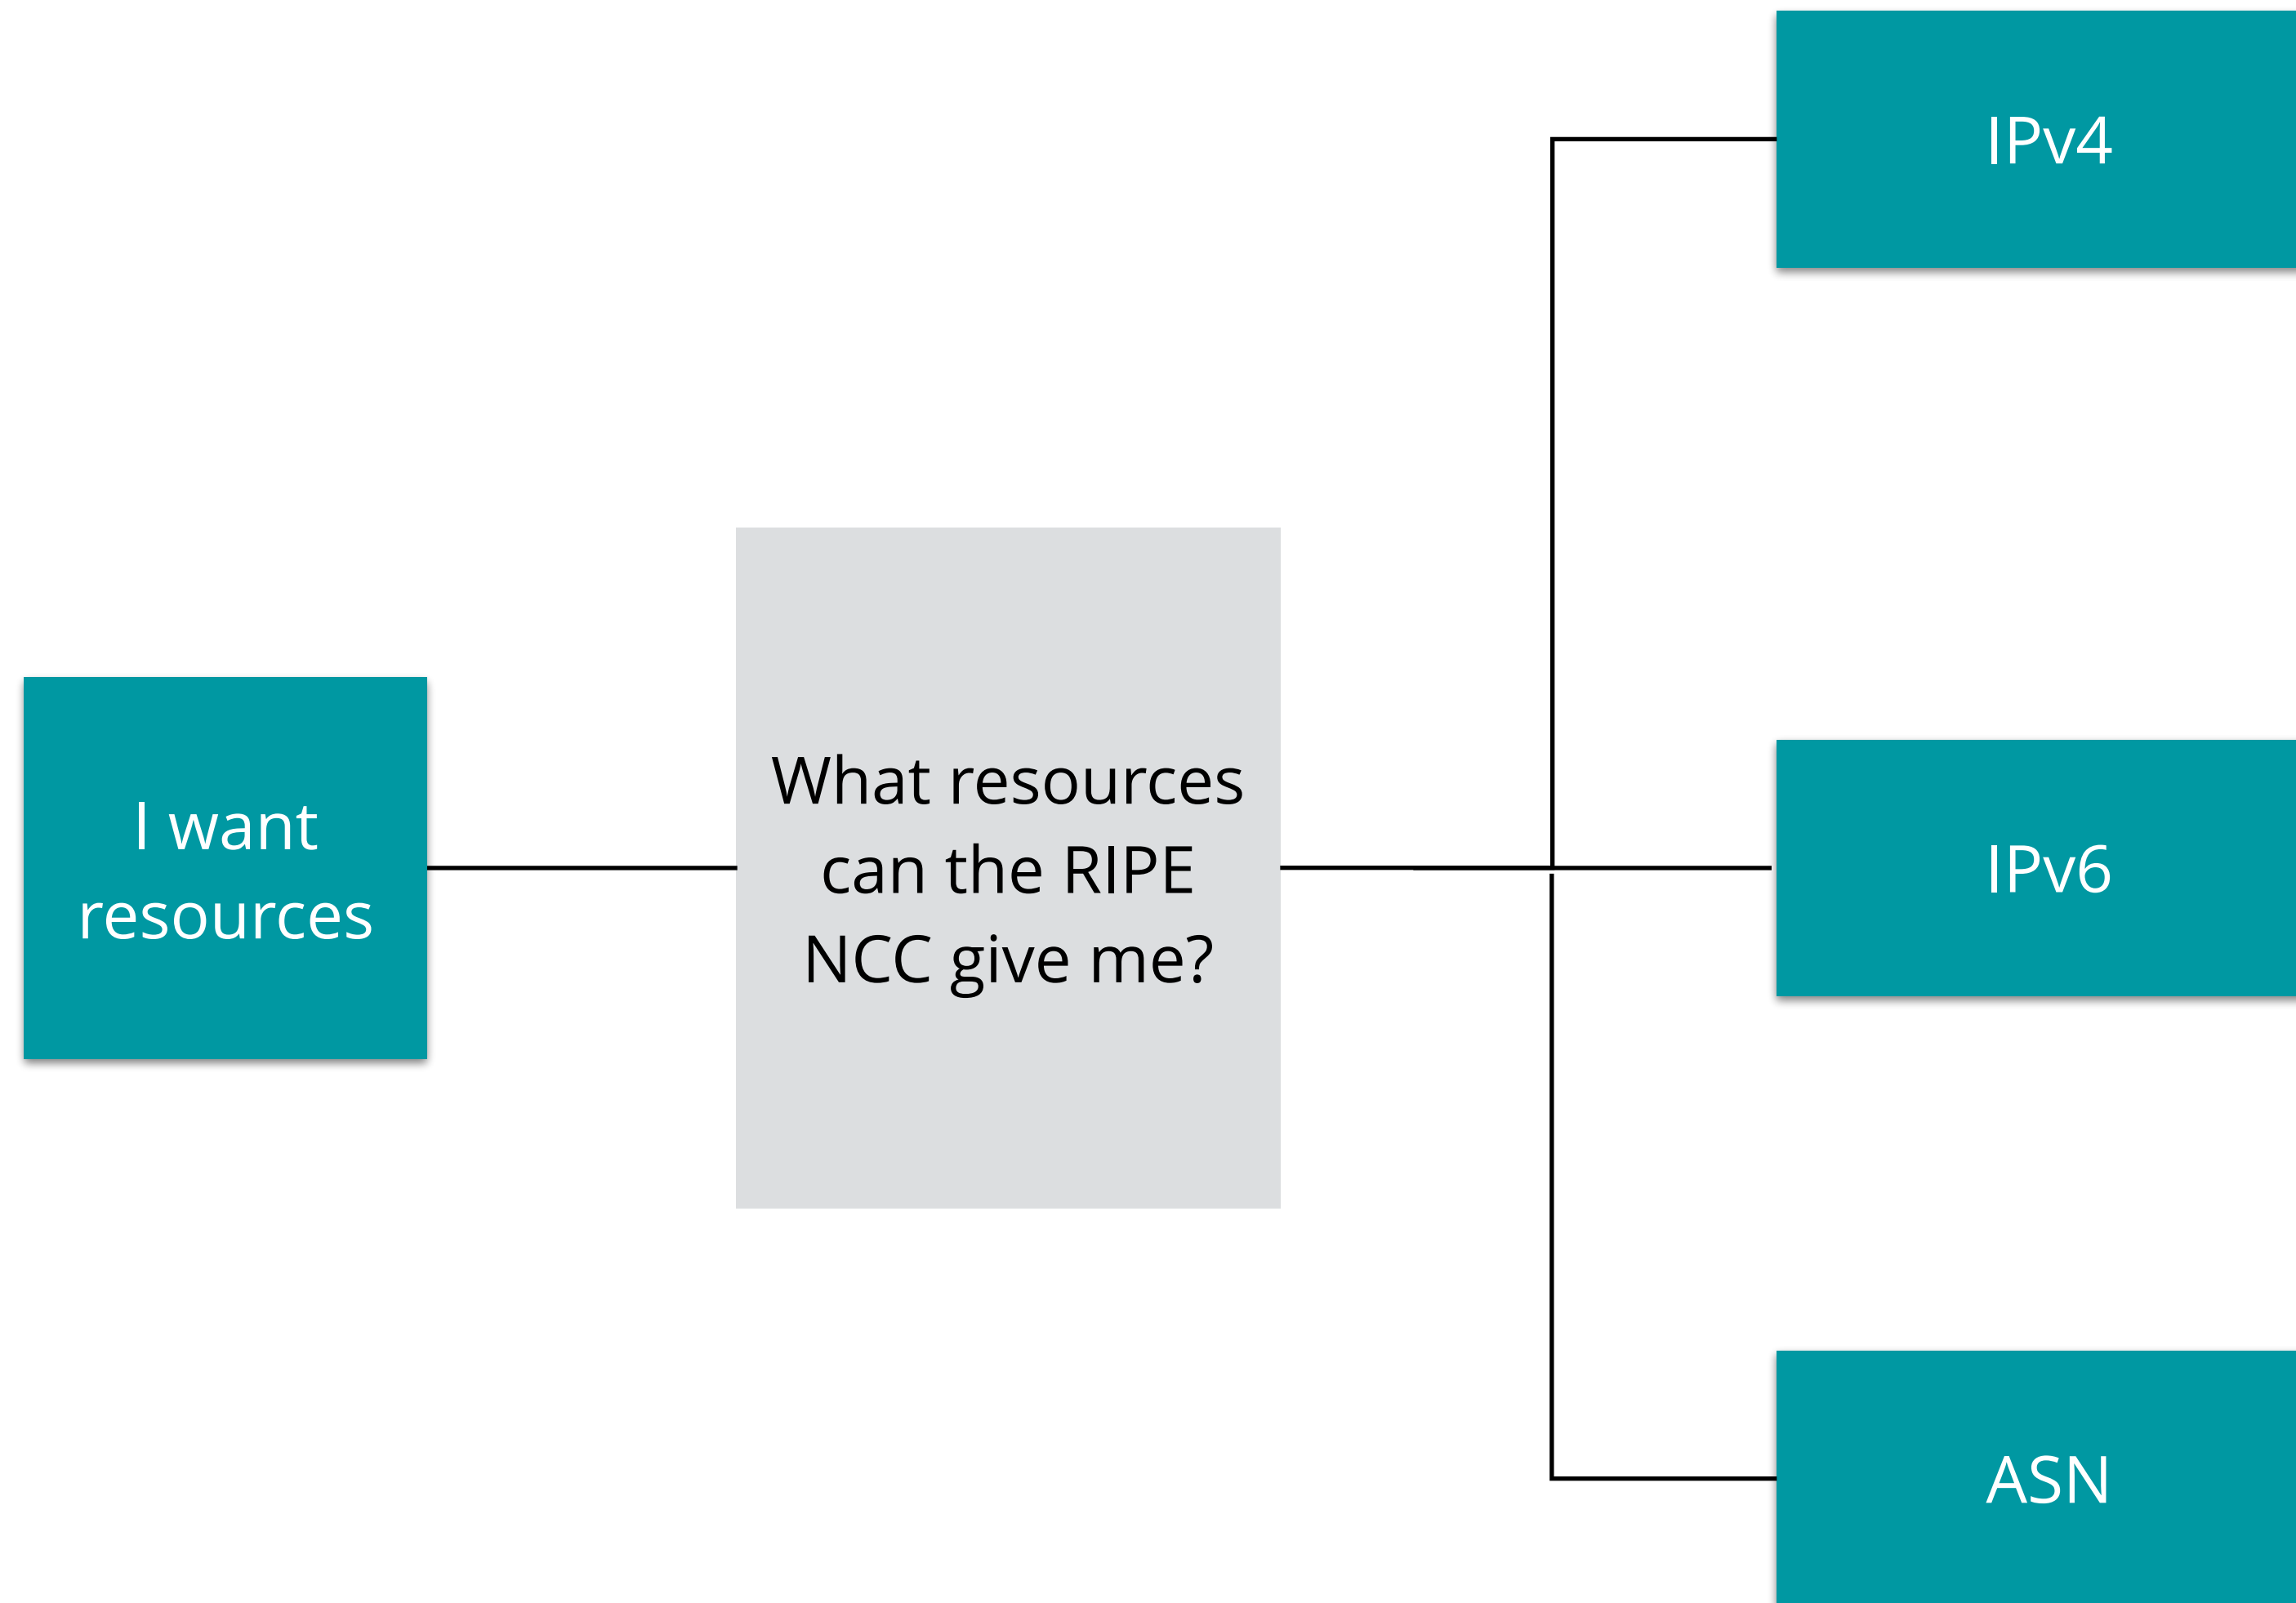 I want
resources
What resources
can the RIPE
NCC give me?
IPv4
IPv6
ASN